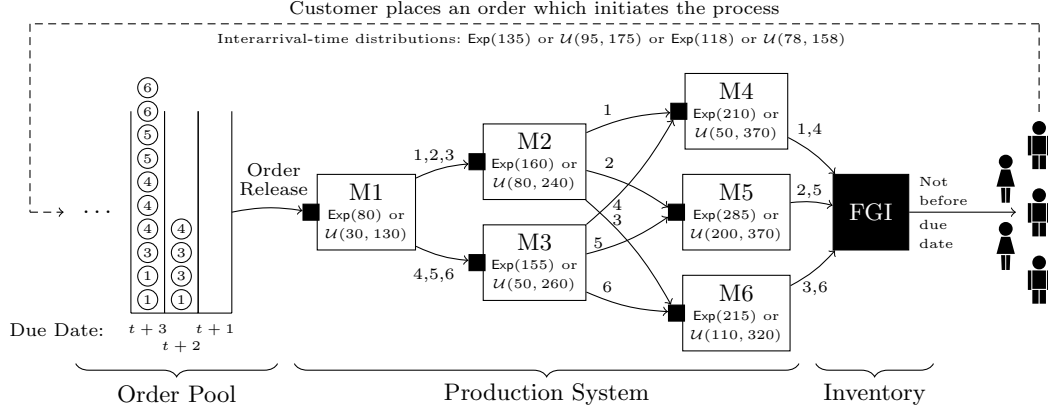 Customer places an order which initiates the process
Interarrival-time distributions: Exp(135) or U(95, 175) or Exp(118) or U(78, 158)
6
6
5
5
4
4
4
3
1
1
4
3
1
...
Order
Release
M1
Exp(80) or
U(30, 130)
1,2,3
4,5,6
M2
Exp(160) or
U(80, 240)
M3
Exp(155) or
U(50, 260)
1
2
4
3
5
6
M4
Exp(210) or
U(50, 370)
M5
Exp(285) or
U(200, 370)
M6
Exp(215) or
U(110, 320)
1,4
2,5
3,6
FGI
Not
before
due
date
Due Date:
t + 3
t + 2
t + 1
Order Pool
Production System
Inventory